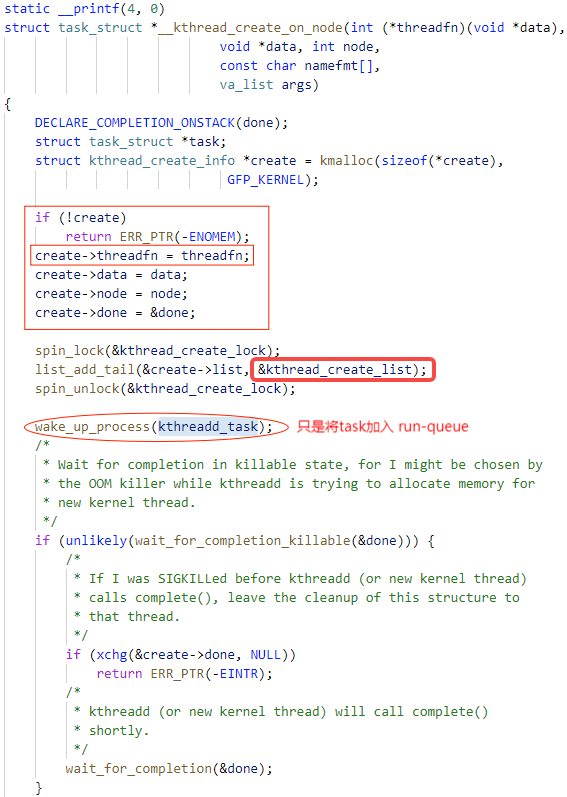 static __printf(4, 0)
struct task_struct *__kthread_create_on_node(int (*threadfn)(void *data),
void *data, int node,
const char namefmt[],
va_list args)
{
DECLARE_COMPLETION_ONSTACK(done);
struct task_struct *task;
struct kthread_create_info *create = kmalloc(sizeof(*create),
GFP_KERNEL);
if (!create)
return ERR_PTR(-ENOMEM);
create->threadfn = threadfn;
create->data = data;
create->node = node;
create->done = &done;
spin_lock(&kthread_create_lock);
list_add_tail(&create->list, &kthread_create_list);
spin_unlock(&kthread_create_lock);
wake_up_process(kthreadd_task); 只是将task加入 run-queue
/*
* Wait for completion in killable state, for I might be chosen by
* the OOM killer while kthreadd is trying to allocate memory for
* new kernel thread.
*/
if (unlikely(wait_for_completion_killable(&done))) {
/*
* If I was SIGKILLed before kthreadd (or new kernel thread)
* calls complete(), leave the cleanup of this structure to
* that thread.
*/
if (xchg(&create->done, NULL))
return ERR_PTR(-EINTR);
/*
* kthreadd (or new kernel thread) will call complete()
* shortly.
*/
wait_for_completion(&done);
}